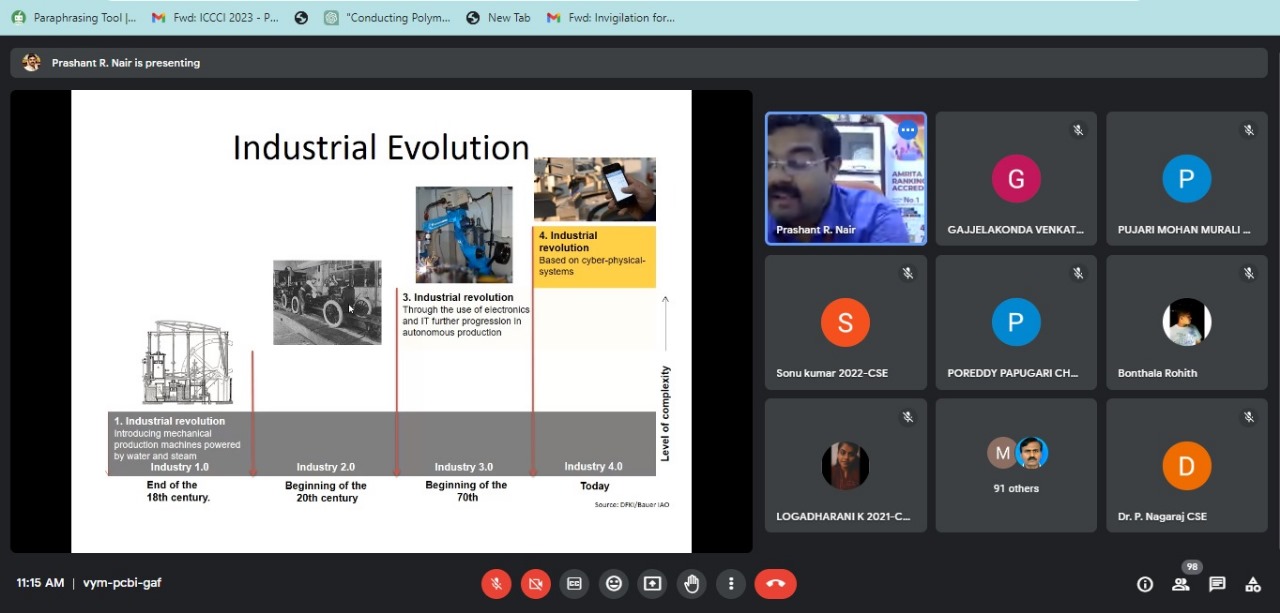 Paraphrasing Tool |...
Fwd: ICCCI 2023 - P...
"Conducting Polym...
New Tab
Fwd: Invigilation for...
Prashant R. Nair is presenting
Industrial Evolution
4. Industrial
revolution
Based on cyber-physical-
systems
3. Industrial revolution
Through the use of electronics
and IT further progression in
autonomous production
1. Industrial revolution
Introducing mechanical
production machines powered
by water and steam
Industry 1.0
Industry 2.0
Industry 3.0
Industry 4.0
End of the
18th century.
Beginning of the
20th century
Beginning of the
70th
Today
Level of complexity
Source: DFKI/Bauer IAO
AMRITA
RANKING
ACCRED
No.1
Prashant R. Nair
G
GAJJELAKONDA VENKAT...
P
PUJARI MOHAN MURALI ...
S
Sonu kumar 2022-CSE
P
POREDDY PAPUGARI CH...
Bonthala Rohith
LOGADHARANI K 2021-C...
M
91 others
D
Dr. P. Nagaraj CSE
11:15 AM | vym-pcbi-gaf
98